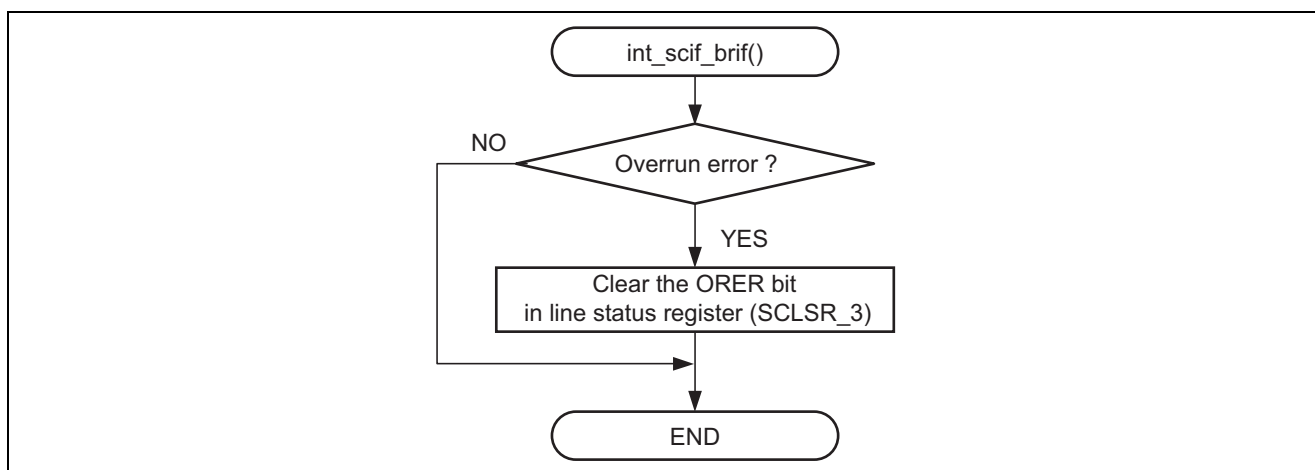 int_scif_brif()
NO
Overrun error ?
YES
Clear the ORER bit
in line status register (SCLSR_3)
END